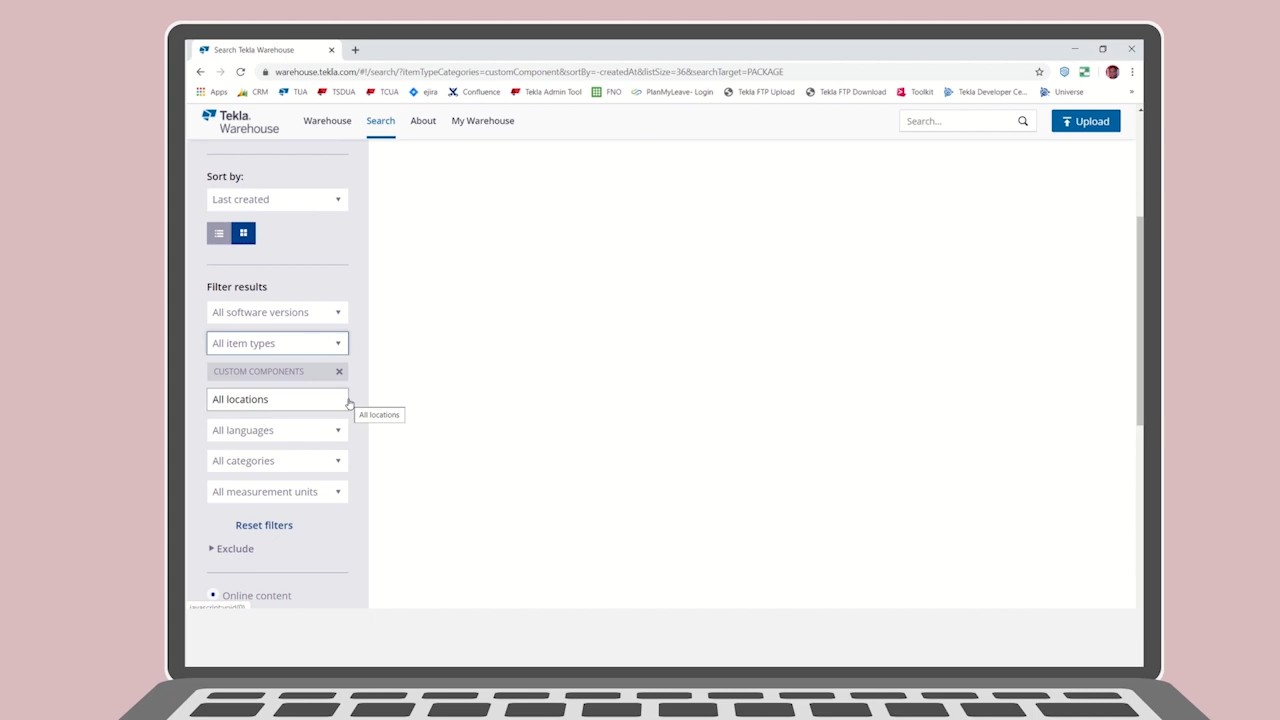 Search Tekla Warehouse
warehouse.tekla.com/#!/search/?itemTypeCategories=customComponent&sortBy=-createdAt&listSize=36&searchTarget=PACKAGE
Apps CRM TUA TSDUA TCUA ejira Confluence Tekla Admin Tool FNO PlanMyLeave- Login Tekla FTP Upload Tekla FTP Download Toolkit Tekla Developer Ce... Universe »
Tekla Warehouse
Warehouse Search About My Warehouse Search... Upload
Sort by:
Last created
Filter results
All software versions
All item types
CUSTOM COMPONENTS
All locations
All locations
All languages
All categories
All measurement units
Reset filters
Exclude
Online content
javascript:void(0)